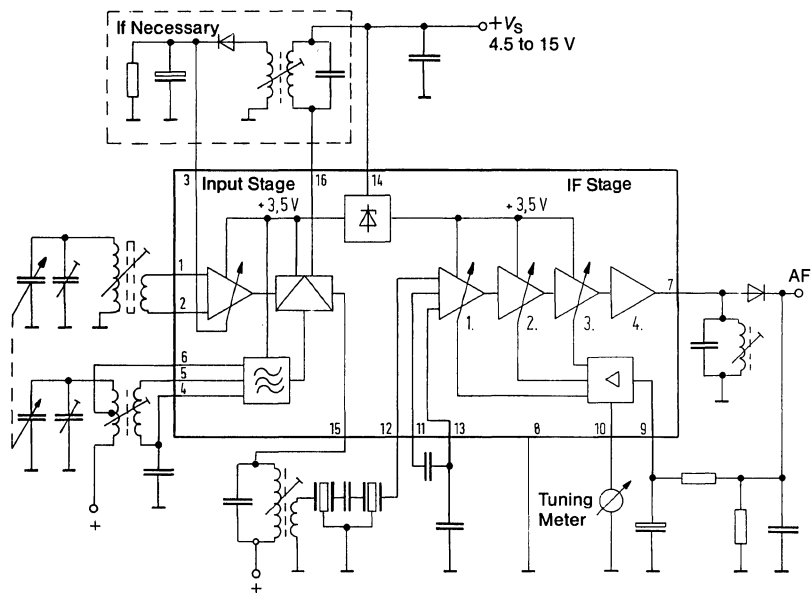 If Necessary
+VS
4.5 to 15 V
3
Input Stage
16
14
IF Stage
+3,5 V
+3,5 V
1
2
7
AF
1.
2.
3.
4.
6
5
4
15
12
11
13
8
10
9
+
Tuning
Meter
+